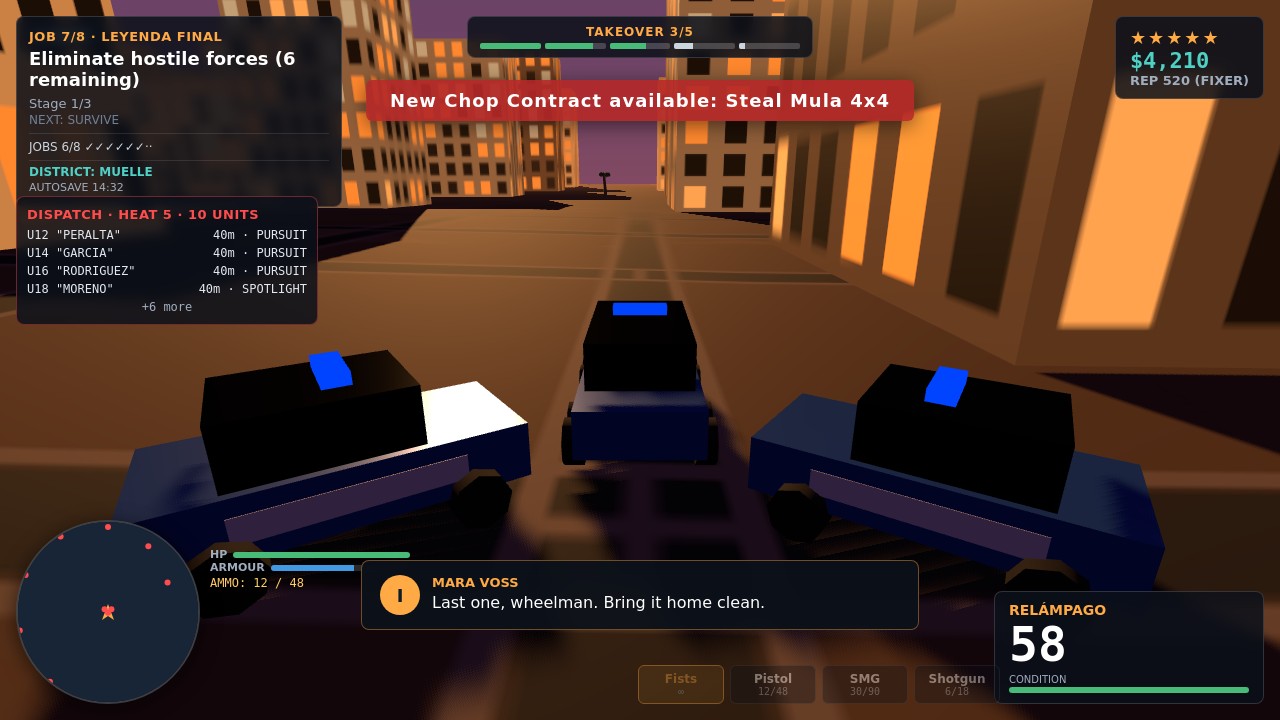 JOB 7/8 · LEYENDA FINAL
Eliminate hostile forces (6
remaining)
Stage 1/3
NEXT: SURVIVE
JOBS 6/8 ✓✓✓✓✓✓··
DISTRICT: MUELLE
AUTOSAVE 14:32
TAKEOVER 3/5
New Chop Contract available: Steal Mula 4x4
★★★★★
$4,210
REP 520 (FIXER)
DISPATCH · HEAT 5 · 10 UNITS
U12 "PERALTA" 40m · PURSUIT
U14 "GARCIA" 40m · PURSUIT
U16 "RODRIGUEZ" 40m · PURSUIT
U18 "MORENO" 40m · SPOTLIGHT
+6 more
HP
ARMOUR
AMMO: 12 / 48
I
MARA VOSS
Last one, wheelman. Bring it home clean.
Fists
∞
Pistol
12/48
SMG
30/90
Shotgun
6/18
RELÁMPAGO
58
CONDITION